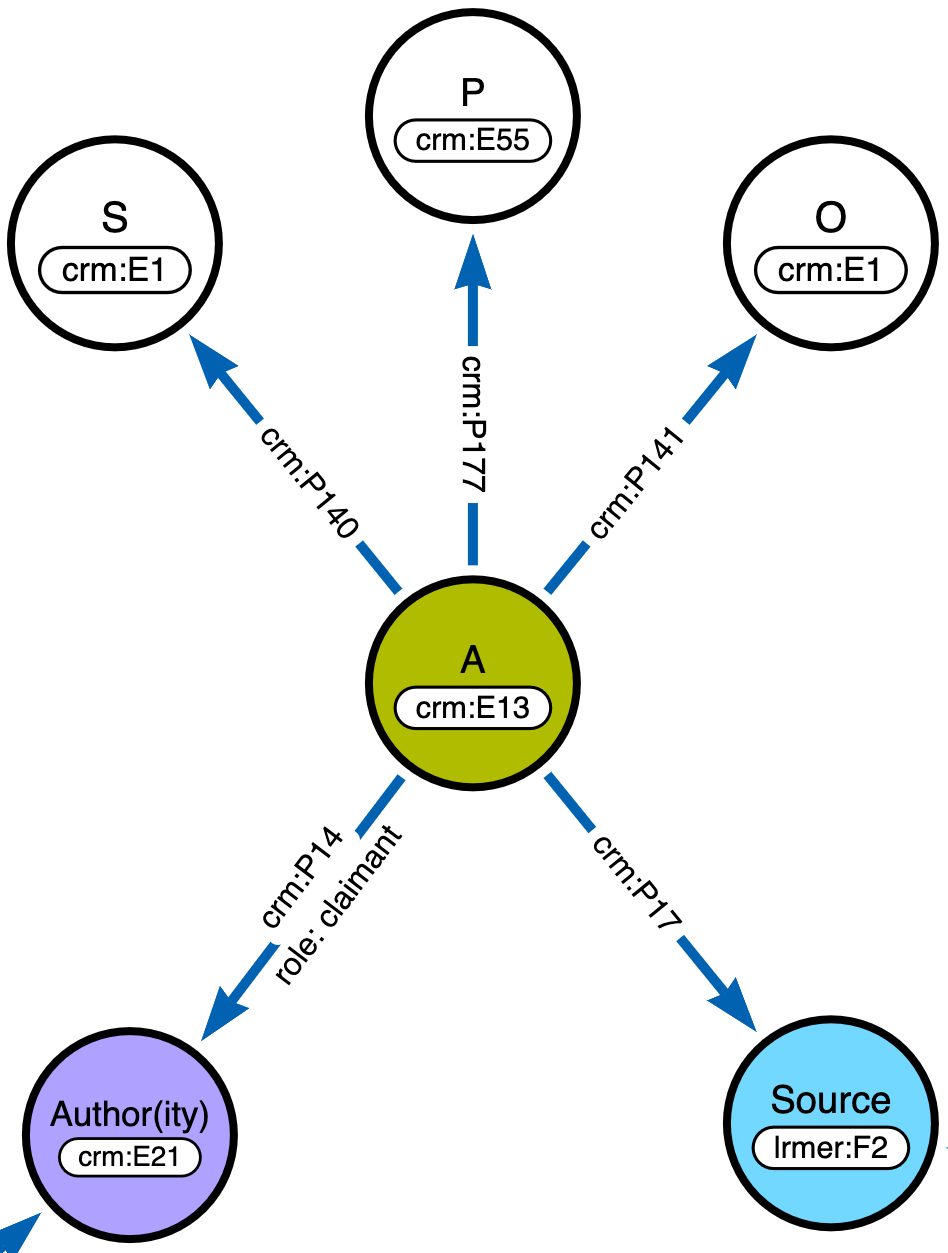 P
crm:E55
S
crm:E1
O
crm:E1
crm:P177
crm:P140
crm:P141
A
crm:E13
crm:P14
role: claimant
crm:P17
Author(ity)
crm:E21
Source
lrmer:F2